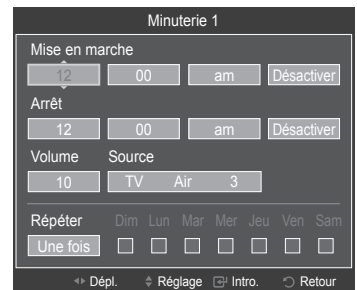 Minuterie 1
Mise en marche
12 00 am Désactiver
Arrêt
12 00 am Désactiver
Volume Source
10 TV Air 3
Répéter Dim Lun Mar Mer Jeu Ven Sam
Une fois
Dépl. Réglage Intro. Retour